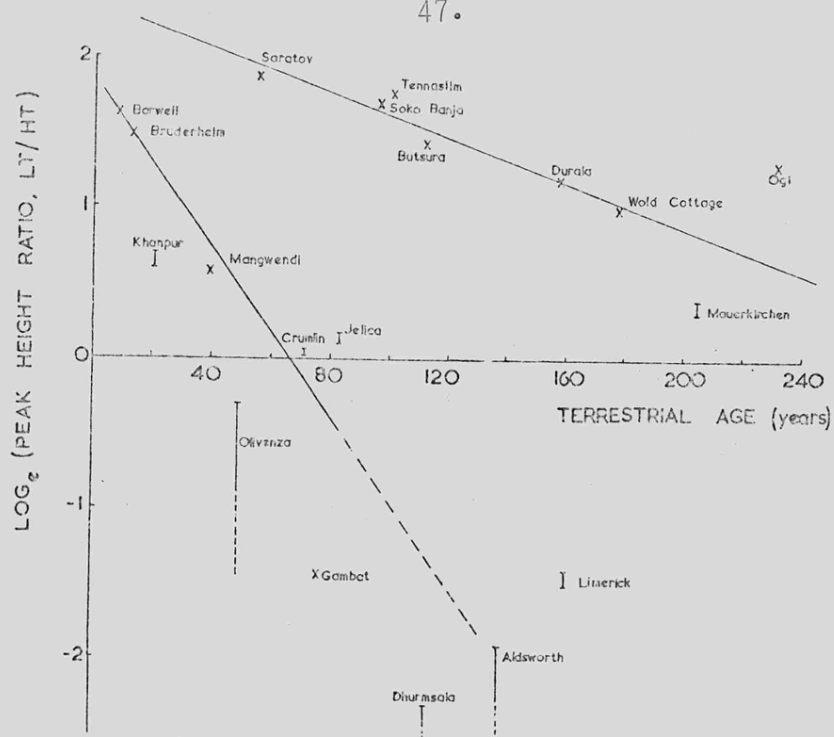 47.
2
Saratov
Tennasilm
Soko Banja
Barwell
Bruderheim
Butsura
Durala
Ogi
Wold Cottage
1
Khanpur
Mangwendi
Crumlin
Jelica
Mauerkirchen
0
40
80
120
160
200
240
TERRESTRIAL AGE (years)
LOGe (PEAK HEIGHT RATIO, LT/HT)
Olivenza
-1
Gambat
Limerick
-2
Aldsworth
Dhurmsala